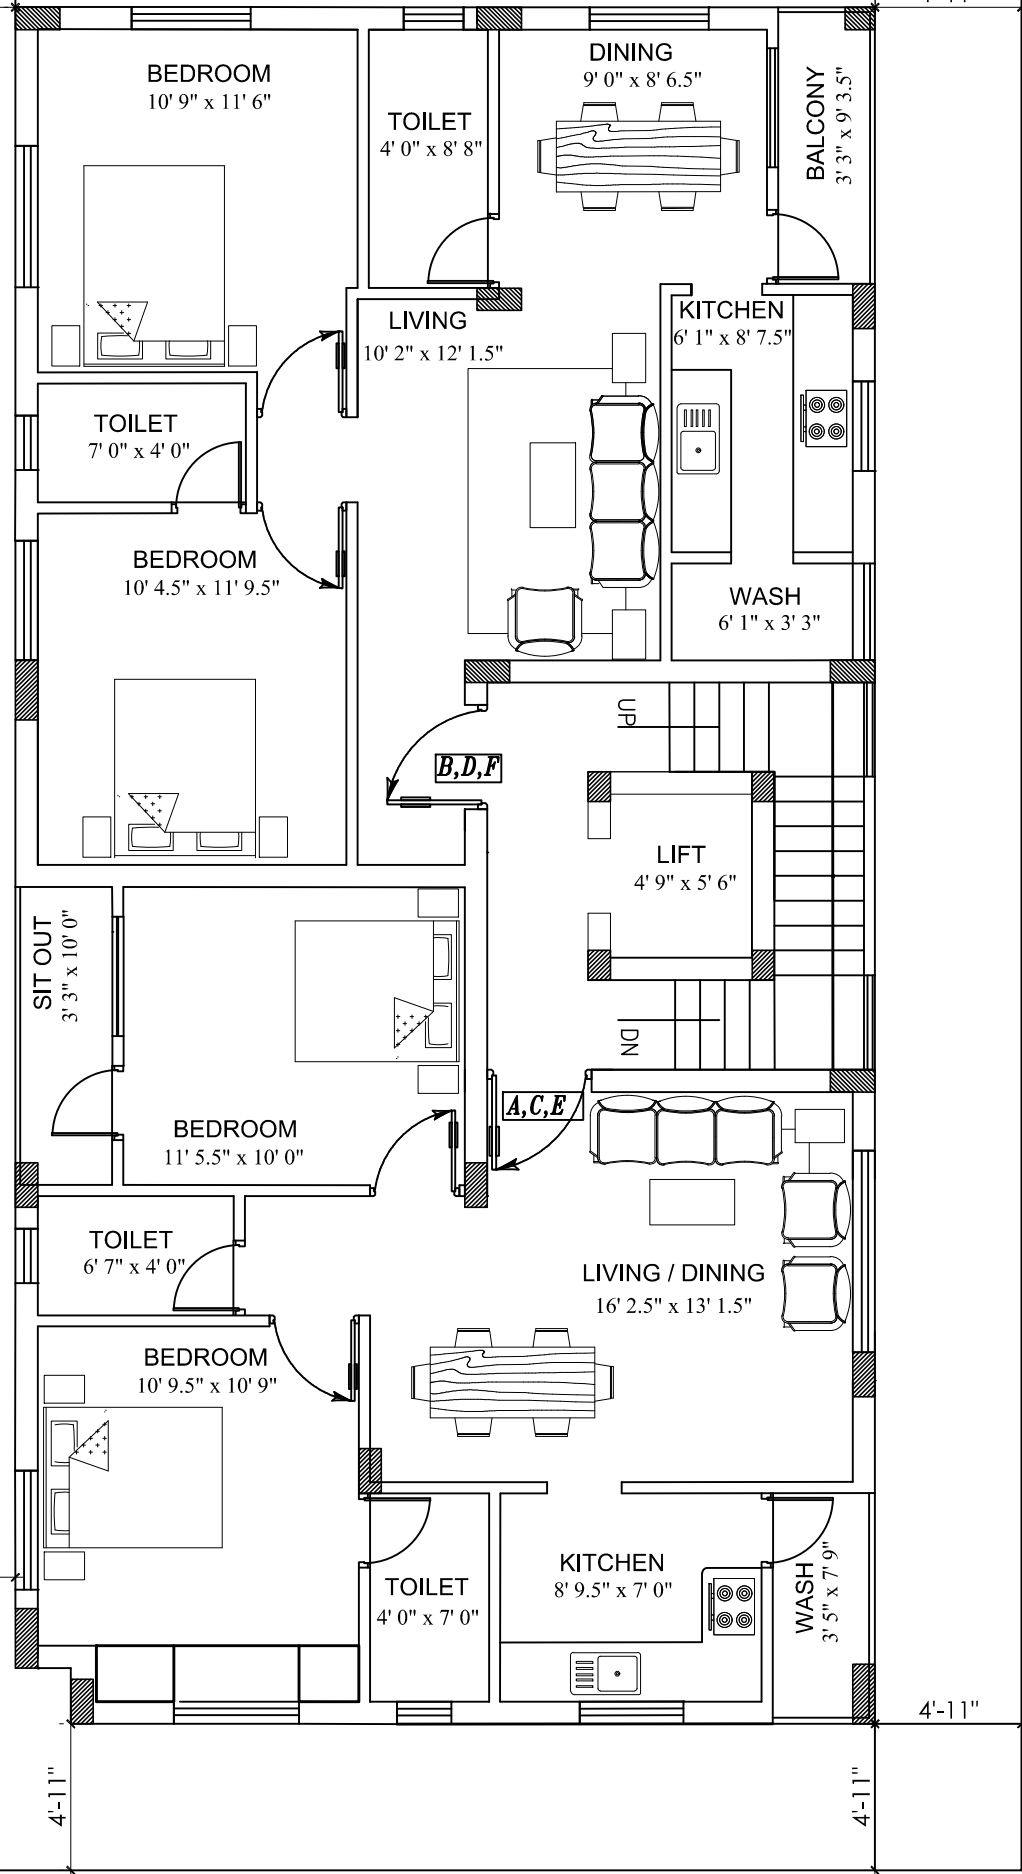 BEDROOM
10' 9" x 11' 6"
TOILET
4' 0" x 8' 8"
DINING
9' 0" x 8' 6.5"
BALCONY
3' 3" x 9' 3.5"
LIVING
10' 2" x 12' 1.5"
KITCHEN
6' 1" x 8' 7.5"
TOILET
7' 0" x 4' 0"
BEDROOM
10' 4.5" x 11' 9.5"
WASH
6' 1" x 3' 3"
UP
B,D,F
LIFT
4' 9" x 5' 6"
SIT OUT
3' 3" x 10' 0"
DN
A,C,E
BEDROOM
11' 5.5" x 10' 0"
TOILET
6' 7" x 4' 0"
LIVING / DINING
16' 2.5" x 13' 1.5"
BEDROOM
10' 9.5" x 10' 9"
KITCHEN
8' 9.5" x 7' 0"
TOILET
4' 0" x 7' 0"
WASH
3' 5" x 7' 9"
4'-11"
4'-11"
4'-11"